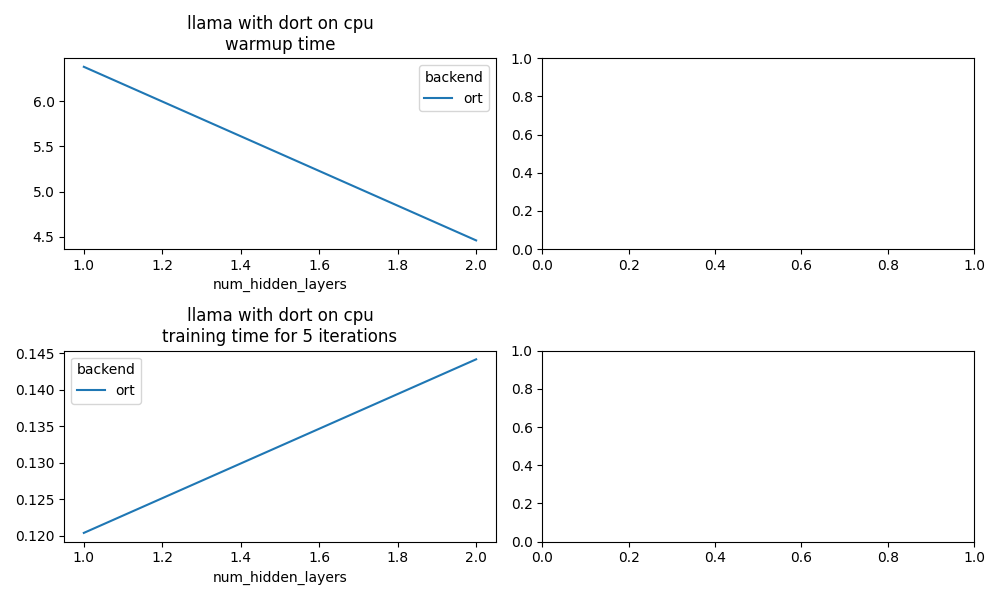 llama with dort on cpu
warmup time
backend
ort
6.0
5.5
5.0
4.5
1.0 1.2 1.4 1.6 1.8 2.0
num_hidden_layers
1.0
0.8
0.6
0.4
0.2
0.0
0.0 0.2 0.4 0.6 0.8 1.0
llama with dort on cpu
training time for 5 iterations
backend
ort
0.145
0.140
0.135
0.130
0.125
0.120
1.0 1.2 1.4 1.6 1.8 2.0
num_hidden_layers
1.0
0.8
0.6
0.4
0.2
0.0
0.0 0.2 0.4 0.6 0.8 1.0